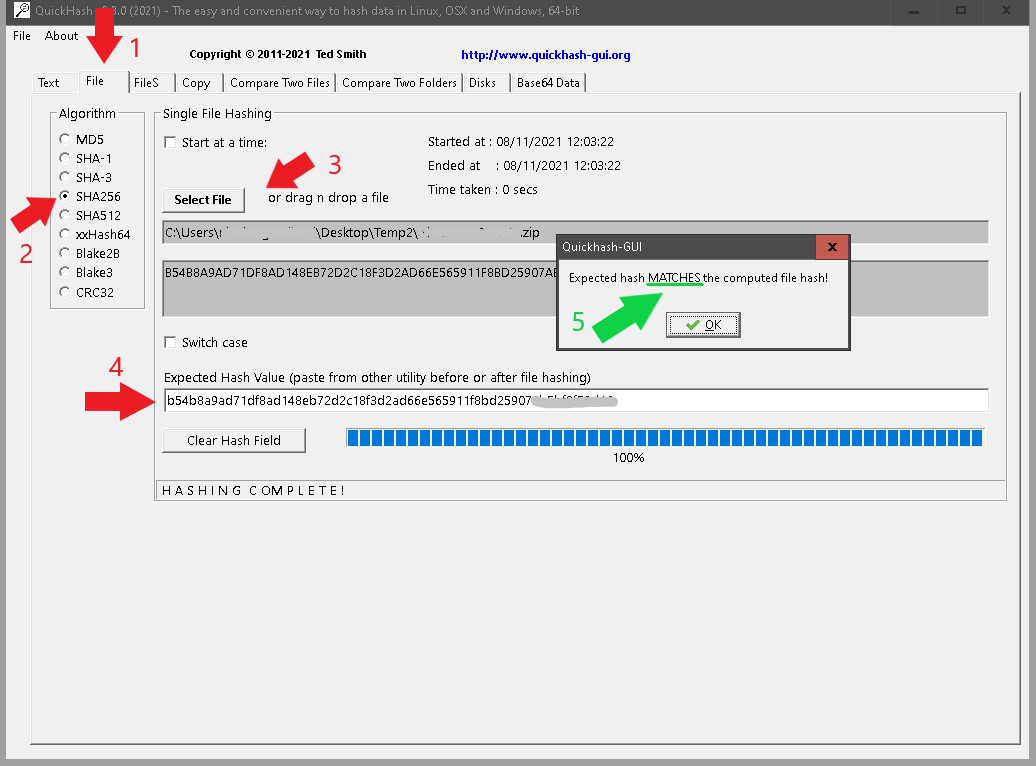 QuickHash 3.0 (2021) - The easy and convenient way to hash data in Linux, OSX and Windows, 64-bit
File About
1
Copyright © 2011-2021 Ted Smith http://www.quickhash-gui.org
Text File FileS Copy Compare Two Files Compare Two Folders Disks Base64 Data
Algorithm
MD5
SHA-1
SHA-3
SHA256
SHA512
xxHash64
Blake2B
Blake3
CRC32
2
Single File Hashing
Start at a time:
Started at : 08/11/2021 12:03:22
Ended at : 08/11/2021 12:03:22
Time taken : 0 secs
3
Select File or drag n drop a file
C:\Users\ \Desktop\Temp2\ .zip
B54B8A9AD71DF8AD148EB72D2C18F3D2AD66E565911F8BD25907AB
Quickhash-GUI
Expected hash MATCHES the computed file hash!
5
OK
Switch case
4
Expected Hash Value (paste from other utility before or after file hashing)
b54b8a9ad71df8ad148eb72d2c18f3d2ad66e565911f8bd25907
Clear Hash Field
100%
HASHING COMPLETE!